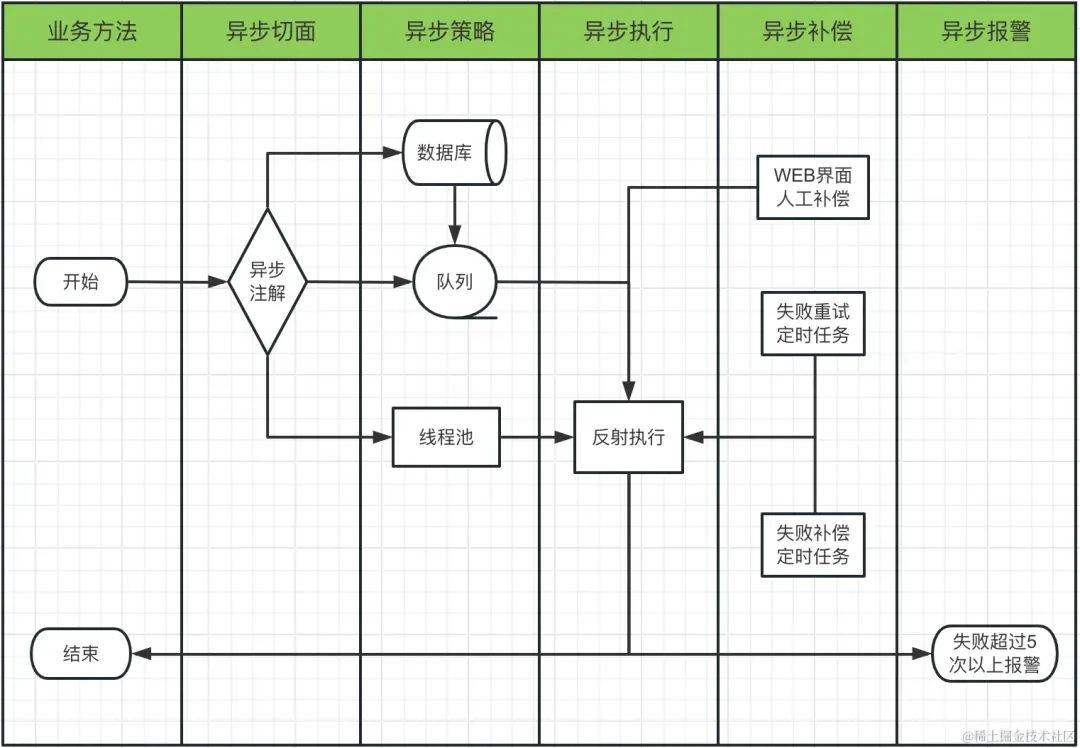 业务方法
异步切面
异步策略
异步执行
异步补偿
异步报警
数据库
WEB界面
人工补偿
开始
异步
注解
队列
失败重试
定时任务
线程池
反射执行
失败补偿
定时任务
结束
失败超过5
次以上报警
@稀土掘金技术社区